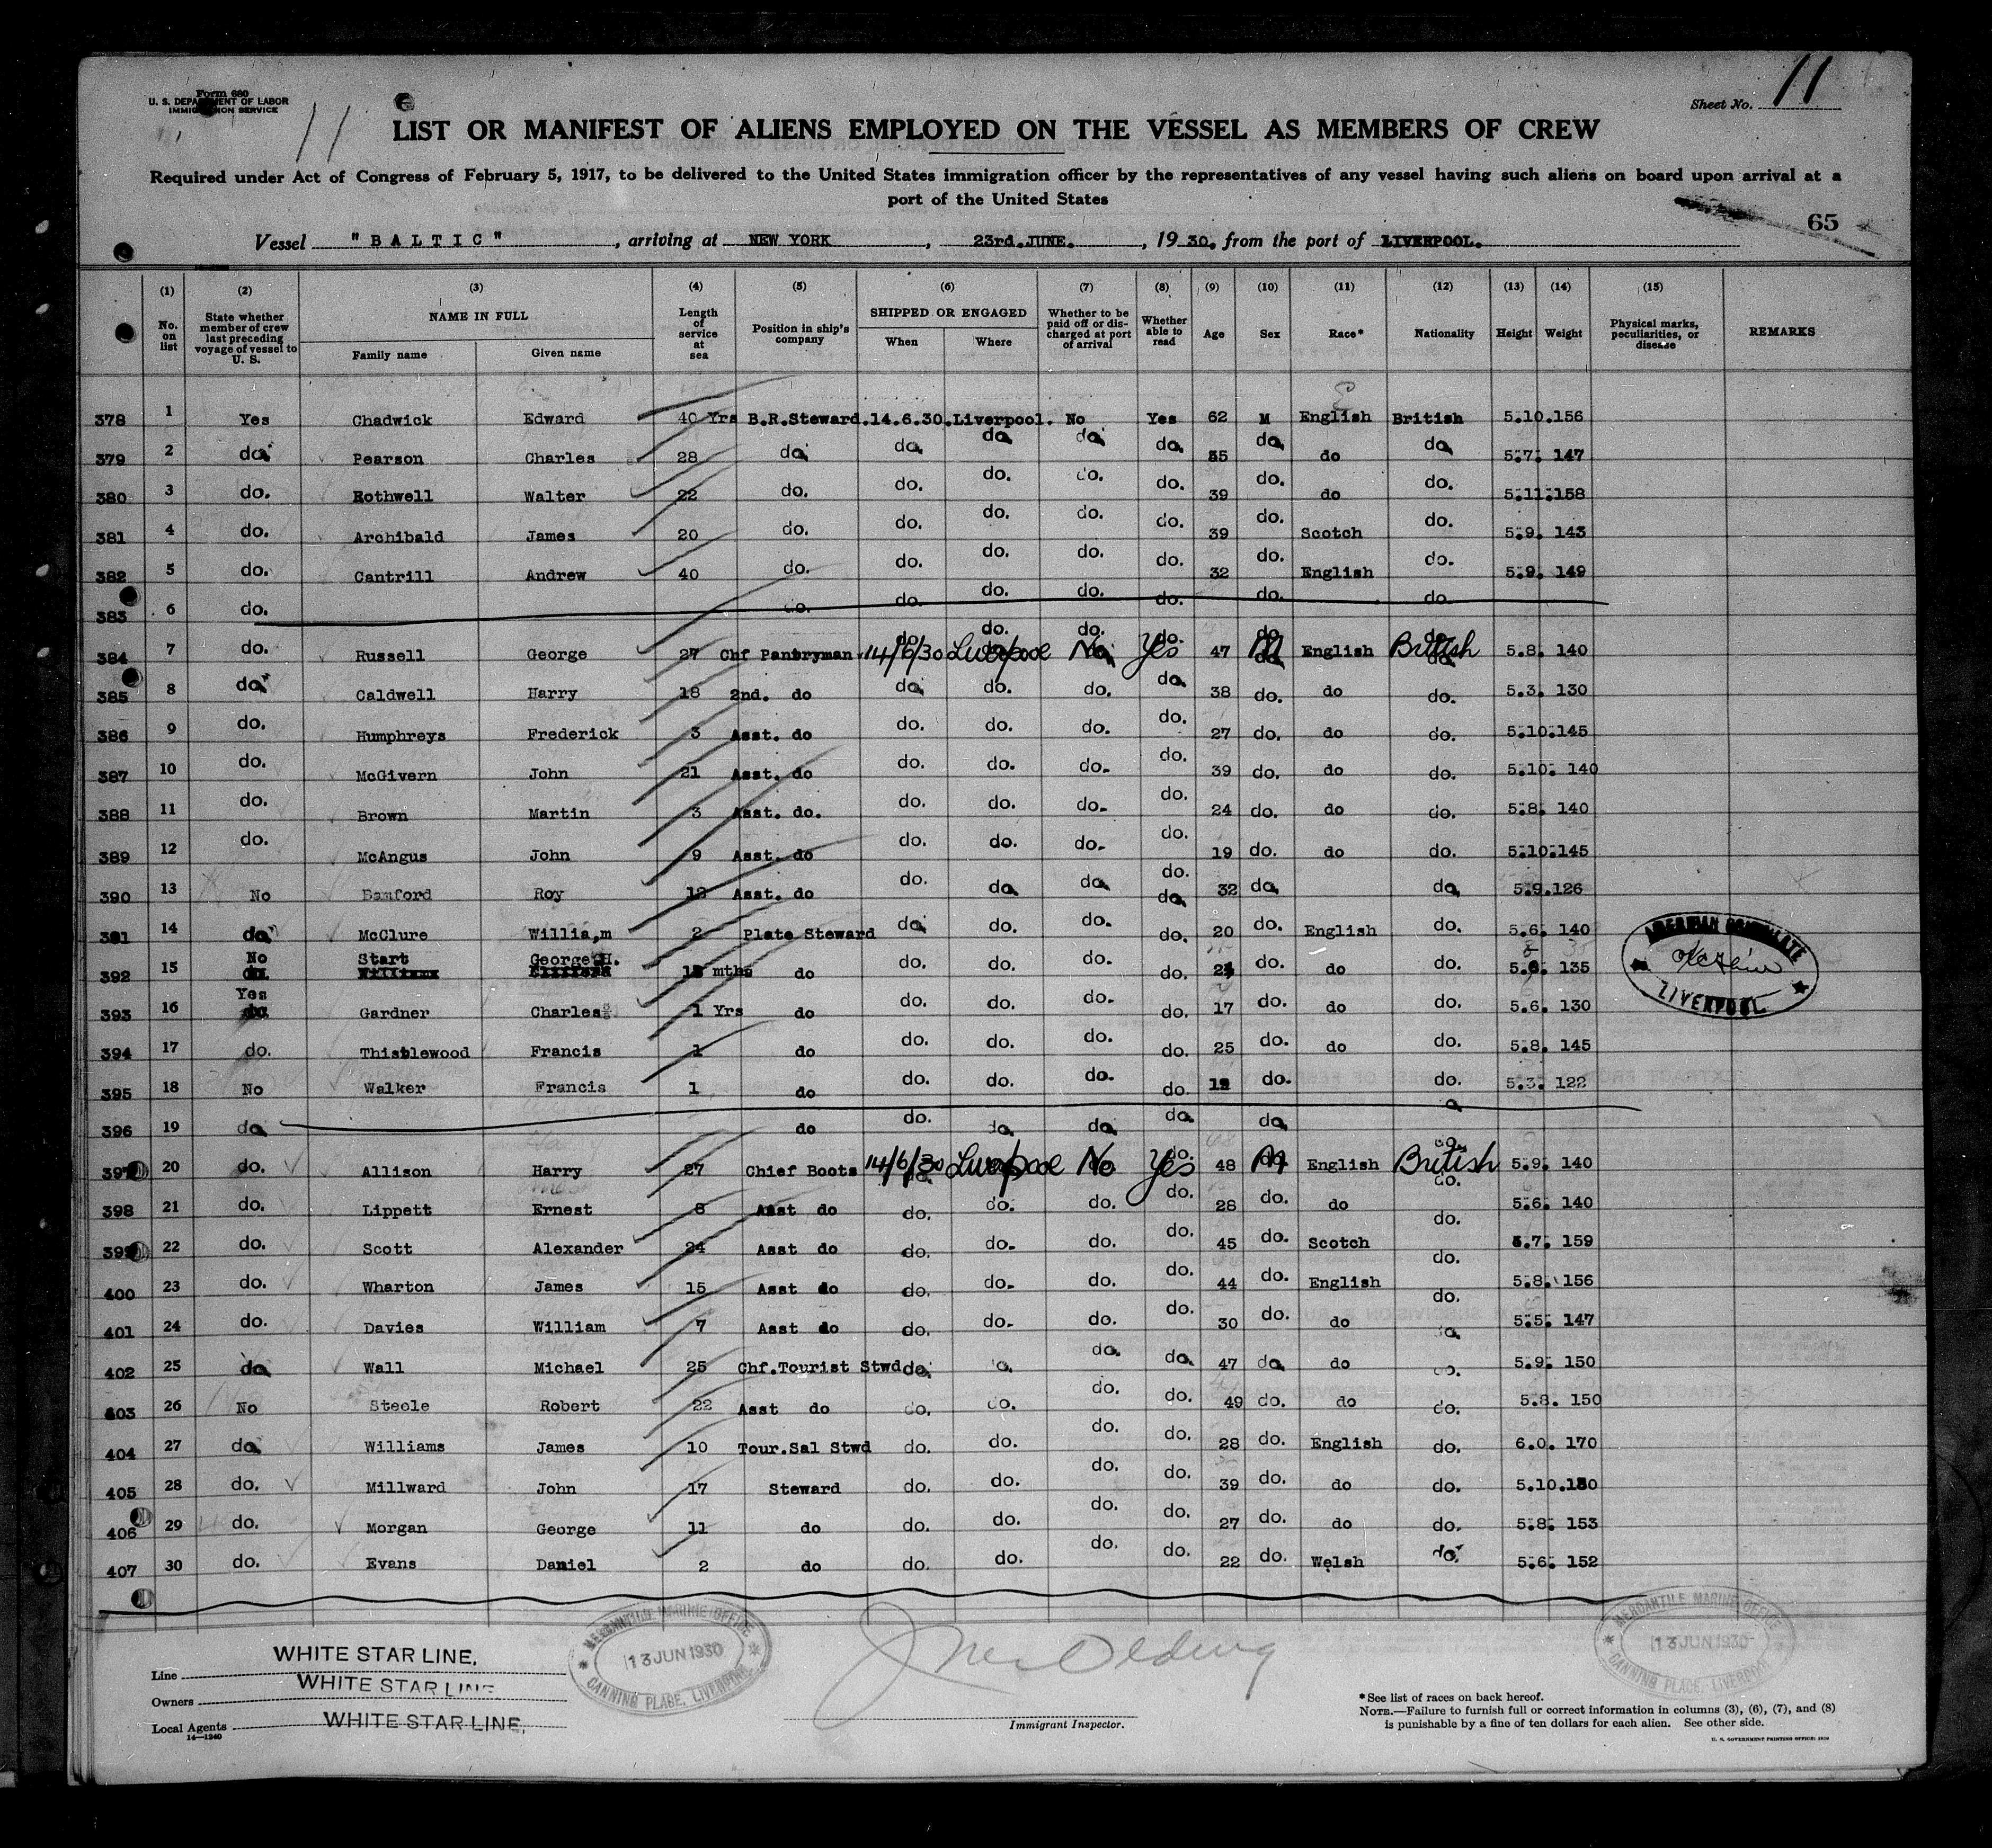 Form 680
U. S. DEPARTMENT OF LABOR
IMMIGRATION SERVICE
11
Sheet No. 11
LIST OR MANIFEST OF ALIENS EMPLOYED ON THE VESSEL AS MEMBERS OF CREW
Required under Act of Congress of February 5, 1917, to be delivered to the United States immigration officer by the representatives of any vessel having such aliens on board upon arrival at a
port of the United States
65
Vessel "BALTIC", arriving at NEW YORK, 23rd.JUNE., 1930. from the port of LIVERPOOL.
(1) (2) (3) (4) (5) (6) (7) (8) (9) (10) (11) (12) (13) (14) (15)
No. on list State whether member of crew last preceding voyage of vessel to U. S. NAME IN FULL Length of service at sea Position in ship's company SHIPPED OR ENGAGED Whether to be paid off or discharged at port of arrival Whether able to read Age Sex Race* Nationality Height Weight Physical marks, peculiarities, or disease REMARKS
Family name Given name When Where
378 1 Yes Chadwick Edward 40 Yrs B.R.Steward. 14.6.30. Liverpool. No Yes 62 M English British 5.10. 156
379 2 do. Pearson Charles 28 do. do. do. do. do. 35 do. do do. 5.7. 147
380 3 do. Rothwell Walter 22 do. do. do. do. do. 39 do. do do. 5.11. 158
381 4 do. Archibald James 20 do. do. do. do. do. 39 do. Scotch do. 5.9. 143
382 5 do. Cantrill Andrew 40 do. do. do. do. do. 32 do. English do. 5.9. 149
383 6 do. do. do. do. do. do. do. do.
384 7 do. Russell George 27 Chf Pantryman 14/6/30 Liverpool No Yes 47 M English British 5.8. 140
385 8 do. Caldwell Harry 18 2nd. do do. do. do. do. 38 do. do do. 5.3. 130
386 9 do. Humphreys Frederick 3 Asst. do do. do. do. do. 27 do. do do. 5.10. 145
387 10 do. McGivern John 21 Asst. do do. do. do. do. 39 do. do do. 5.10. 140
388 11 do. Brown Martin 3 Asst. do. do. do. do. do. 24 do. do do. 5.8. 140
389 12 do. McAngus John 9 Asst. do do. do. do. do. 19 do. do do. 5.10. 145
390 13 No Bamford Roy 12 Asst. do do. do. do. do. 32 do. do. 5.9. 126
391 14 do. McClure Willia,m 2 Plate Steward do. do. do. do. 20 do. English do. 5.6. 140
392 15 No Start George H. mths do do. do. do. do. do. do do. 135
393 16 Yes Gardner Charles 1 Yrs do do. do. do. do. 17 do. do do. 5.6. 130
394 17 do. Thistlewood Francis 1 do do. do. do. do. 25 do. do do. 5.8. 145
395 18 No Walker Francis 1 do do. do. do. do. do. do. 5.3. 122
396 19 do. do do. do. do. do. do.
397 20 do. Allison Harry 27 Chief Boots 14/6/30 Liverpool No Yes 48 M English British 5.9. 140
398 21 do. Lippett Ernest 8 Asst do do. do. do. do. 28 do. do do. 5.6. 140
399 22 do. Scott Alexander 24 Asst do do. do. do. do. 45 do. Scotch do. 5.7. 159
400 23 do. Wharton James 15 Asst do do. do. do. do. 44 do. English do. 5.8. 156
401 24 do. Davies William 7 Asst do do. do. do. do. 30 do. do do. 5.5. 147
402 25 do. Wall Michael 25 Chf.Tourist Stwd do. do. do. do. 47 do. do do. 5.9. 150
403 26 No Steele Robert 22 Asst do do. do. do. do. 49 do. do do. 5.8. 150
404 27 do. Williams James 10 Tour.Sal Stwd do. do. do. do. 28 do. English do. 6.0. 170
405 28 do. Millward John 17 Steward do. do. do. do. 39 do. do do. 5.10.
406 29 do. Morgan George 11 do do. do. do. do. 27 do. do do. 5.8. 153
407 30 do. Evans Daniel 2 do do. do. do. do. 22 do. Welsh do. 5.6. 152
AMERICAN CONSULATE
LIVERPOOL
Line WHITE STAR LINE.
Owners WHITE STAR LINE.
Local Agents WHITE STAR LINE.
14—1240
MERCANTILE MARINE OFFICE
13 JUN 1930
CANNING PLACE, LIVERPOOL
Immigrant Inspector.
MERCANTILE MARINE OFFICE
13 JUN 1930
CANNING PLACE, LIVERPOOL
*See list of races on back hereof.
NOTE.—Failure to furnish full or correct information in columns (3), (6), (7), and (8)
is punishable by a fine of ten dollars for each alien. See other side.
U. S. GOVERNMENT PRINTING OFFICE: 1929